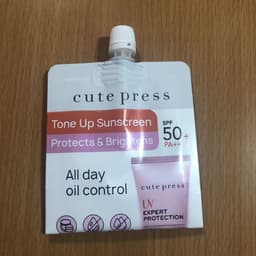 cute press
Tone Up Sunscreen
Protects & Brightens
SPF
50+
PA+++
All day
oil control
cute press
UV
EXPERT
PROTECTION